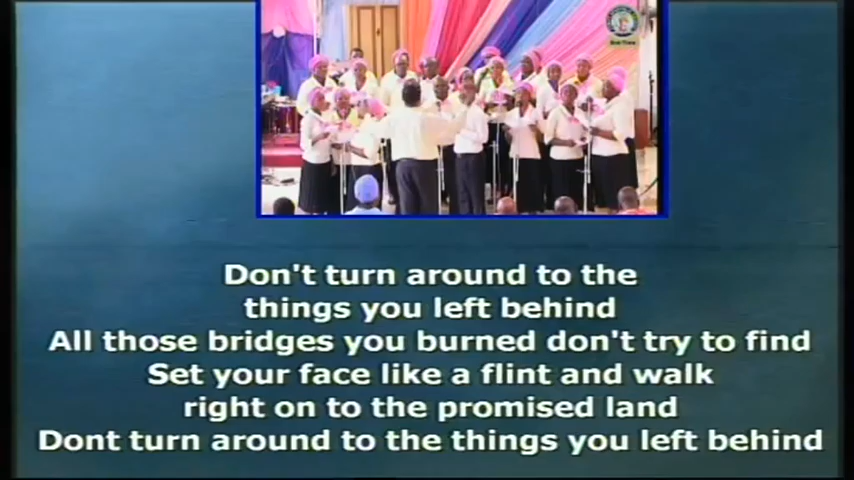 Don't turn around to the
things you left behind
All those bridges you burned don't try to find
Set your face like a flint and walk
right on to the promised land
Dont turn around to the things you left behind